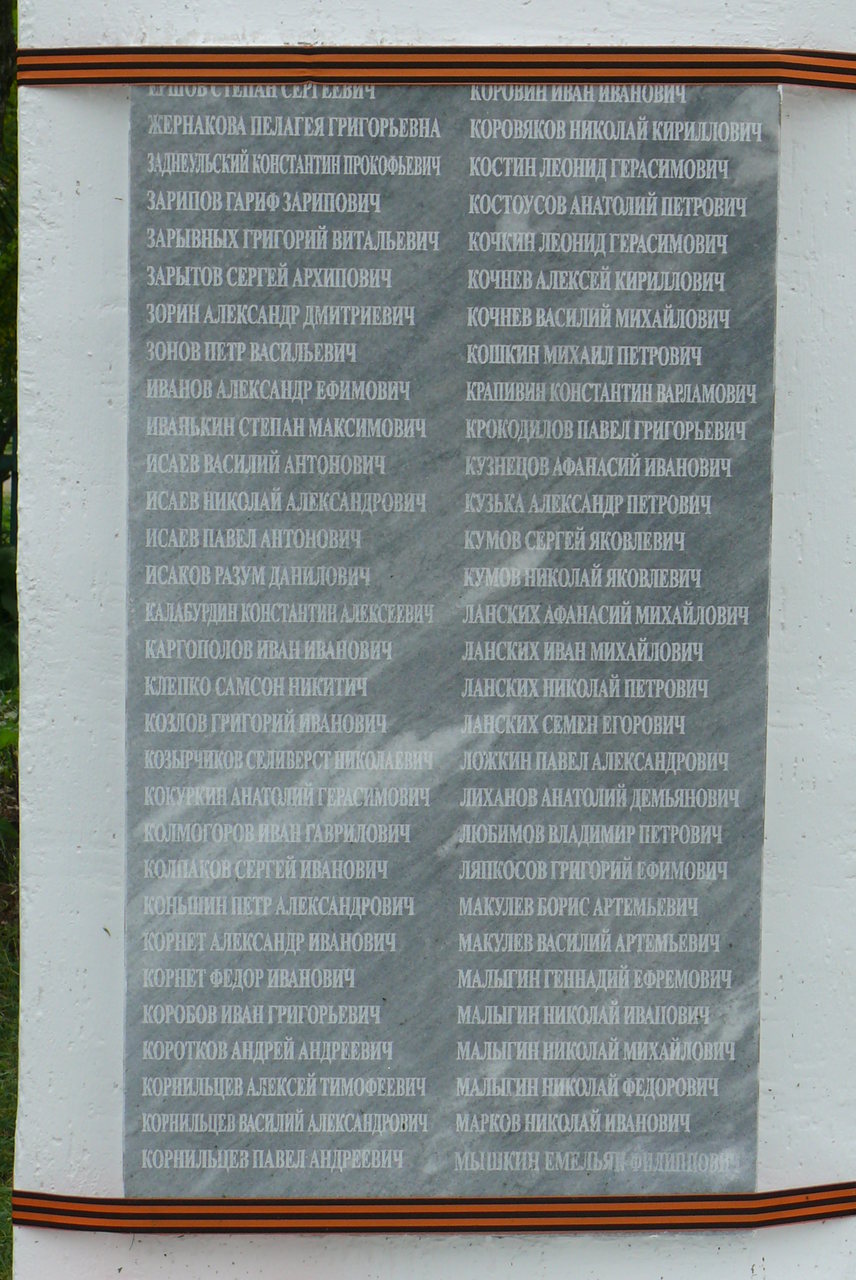 ЕРШОВ СТЕПАН СЕРГЕЕВИЧ
ЖЕРНАКОВА ПЕЛАГЕЯ ГРИГОРЬЕВНА
ЗАДНЕУЛЬСКИЙ КОНСТАНТИН ПРОКОФЬЕВИЧ
ЗАРИПОВ ГАРИФ ЗАРИПОВИЧ
ЗАРЫВНЫХ ГРИГОРИЙ ВИТАЛЬЕВИЧ
ЗАРЫТОВ СЕРГЕЙ АРХИПОВИЧ
ЗОРИН АЛЕКСАНДР ДМИТРИЕВИЧ
ЗОНОВ ПЕТР ВАСИЛЬЕВИЧ
ИВАНОВ АЛЕКСАНДР ЕФИМОВИЧ
ИВАНЬКИН СТЕПАН МАКСИМОВИЧ
ИСАЕВ ВАСИЛИЙ АНТОНОВИЧ
ИСАЕВ НИКОЛАЙ АЛЕКСАНДРОВИЧ
ИСАЕВ ПАВЕЛ АНТОНОВИЧ
ИСАКОВ РАЗУМ ДАНИЛОВИЧ
КАЛАБУРДИН КОНСТАНТИН АЛЕКСЕЕВИЧ
КАРГОПОЛОВ ИВАН ИВАНОВИЧ
КЛЕПКО САМСОН НИКИТИЧ
КОЗЛОВ ГРИГОРИЙ ИВАНОВИЧ
КОЗЫРЧИКОВ СЕЛИВЕРСТ НИКОЛАЕВИЧ
КОКУРКИН АНАТОЛИЙ ГЕРАСИМОВИЧ
КОЛМОГОРОВ ИВАН ГАВРИЛОВИЧ
КОЛПАКОВ СЕРГЕЙ ИВАНОВИЧ
КОНЬШИН ПЕТР АЛЕКСАНДРОВИЧ
КОРНЕТ АЛЕКСАНДР ИВАНОВИЧ
КОРНЕТ ФЕДОР ИВАНОВИЧ
КОРОБОВ ИВАН ГРИГОРЬЕВИЧ
КОРОТКОВ АНДРЕЙ АНДРЕЕВИЧ
КОРНИЛЬЦЕВ АЛЕКСЕЙ ТИМОФЕЕВИЧ
КОРНИЛЬЦЕВ ВАСИЛИЙ АЛЕКСАНДРОВИЧ
КОРНИЛЬЦЕВ ПАВЕЛ АНДРЕЕВИЧ
КОРОВИН ИВАН ИВАНОВИЧ
КОРОВЯКОВ НИКОЛАЙ КИРИЛЛОВИЧ
КОСТИН ЛЕОНИД ГЕРАСИМОВИЧ
КОСТОУСОВ АНАТОЛИЙ ПЕТРОВИЧ
КОЧКИН ЛЕОНИД ГЕРАСИМОВИЧ
КОЧНЕВ АЛЕКСЕЙ КИРИЛЛОВИЧ
КОЧНЕВ ВАСИЛИЙ МИХАЙЛОВИЧ
КОШКИН МИХАИЛ ПЕТРОВИЧ
КРАПИВИН КОНСТАНТИН ВАРЛАМОВИЧ
КРОКОДИЛОВ ПАВЕЛ ГРИГОРЬЕВИЧ
КУЗНЕЦОВ АФАНАСИЙ ИВАНОВИЧ
КУЗЬКА АЛЕКСАНДР ПЕТРОВИЧ
КУМОВ СЕРГЕЙ ЯКОВЛЕВИЧ
КУМОВ НИКОЛАЙ ЯКОВЛЕВИЧ
ЛАНСКИХ АФАНАСИЙ МИХАЙЛОВИЧ
ЛАНСКИХ ИВАН МИХАЙЛОВИЧ
ЛАНСКИХ НИКОЛАЙ ПЕТРОВИЧ
ЛАНСКИХ СЕМЕН ЕГОРОВИЧ
ЛОЖКИН ПАВЕЛ АЛЕКСАНДРОВИЧ
ЛИХАНОВ АНАТОЛИЙ ДЕМЬЯНОВИЧ
ЛЮБИМОВ ВЛАДИМИР ПЕТРОВИЧ
ЛЯПКОСОВ ГРИГОРИЙ ЕФИМОВИЧ
МАКУЛЕВ БОРИС АРТЕМЬЕВИЧ
МАКУЛЕВ ВАСИЛИЙ АРТЕМЬЕВИЧ
МАЛЫГИН ГЕННАДИЙ ЕФРЕМОВИЧ
МАЛЫГИН НИКОЛАЙ ИВАНОВИЧ
МАЛЫГИН НИКОЛАЙ МИХАЙЛОВИЧ
МАЛЫГИН НИКОЛАЙ ФЕДОРОВИЧ
МАРКОВ НИКОЛАЙ ИВАНОВИЧ
МЫШКИН ЕМЕЛЬЯН ФИЛИППОВИЧ